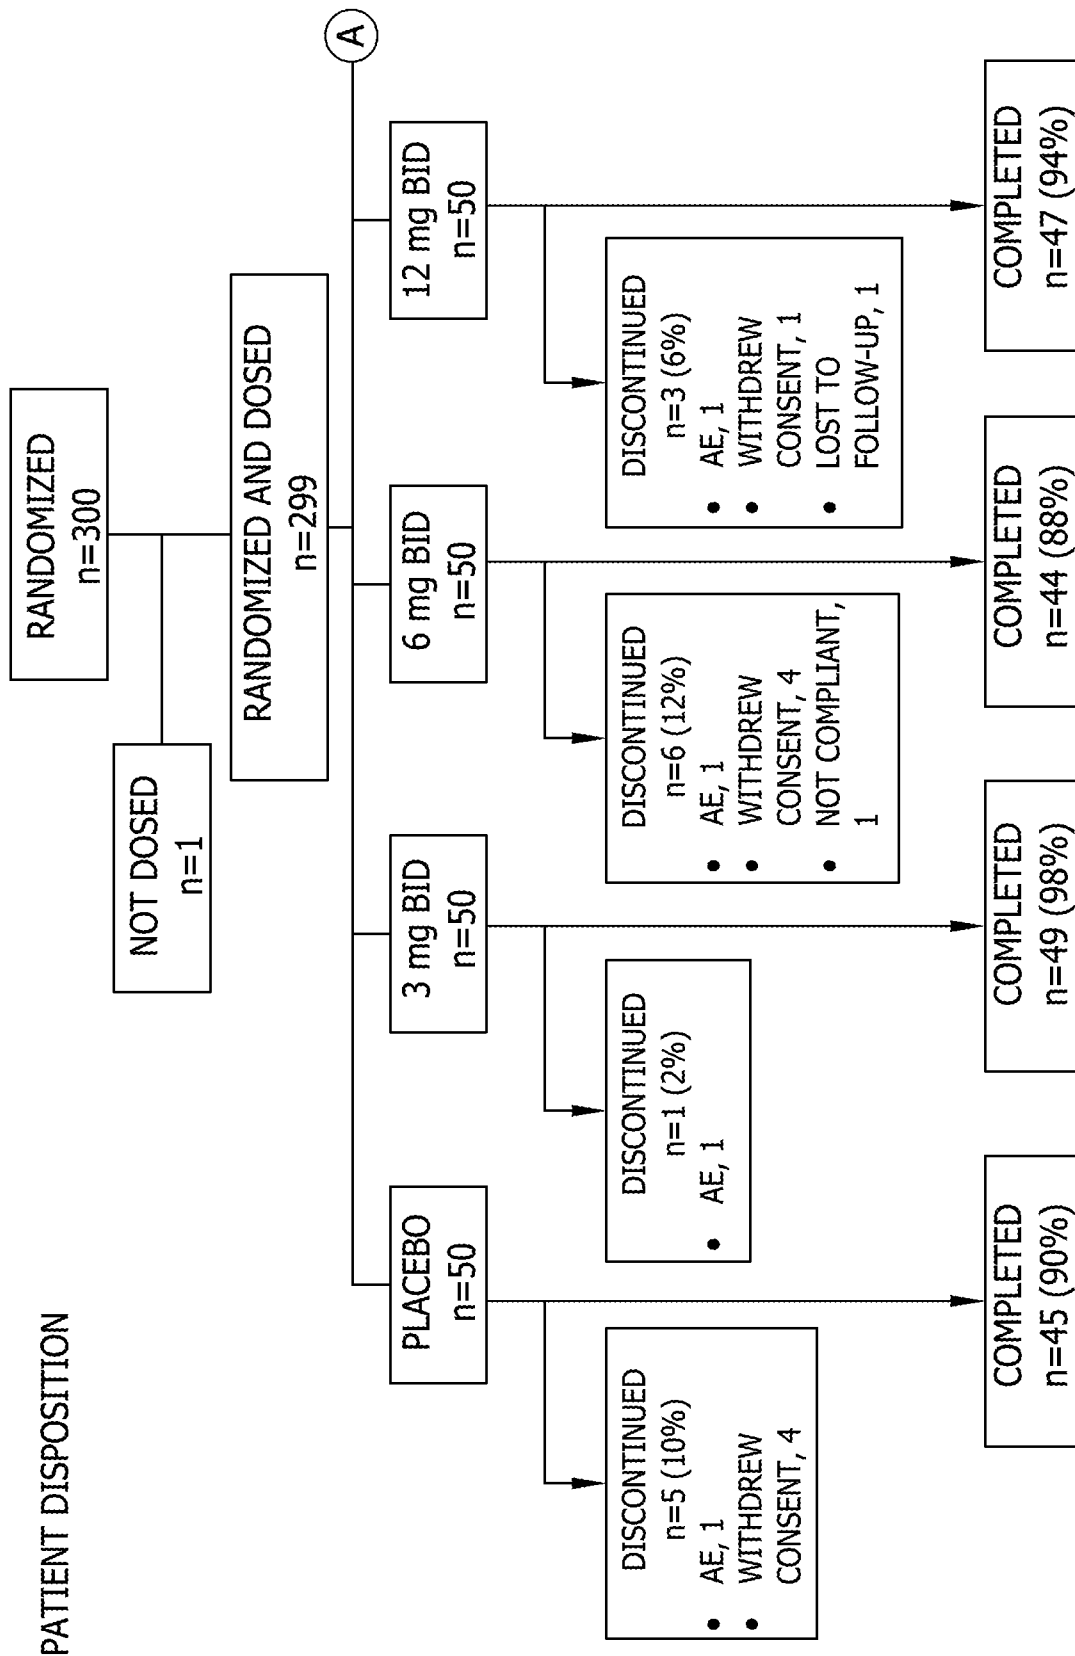 PATIENT DISPOSITION
RANDOMIZED
n=300
NOT DOSED
n=1
RANDOMIZED AND DOSED
n=299
A
PLACEBO
n=50
3 mg BID
n=50
6 mg BID
n=50
12 mg BID
n=50
DISCONTINUED
n=5 (10%)
• AE, 1
• WITHDREW
CONSENT, 4
DISCONTINUED
n=1 (2%)
• AE, 1
DISCONTINUED
n=6 (12%)
• AE, 1
• WITHDREW
CONSENT, 4
• NOT COMPLIANT,
1
DISCONTINUED
n=3 (6%)
• AE, 1
• WITHDREW
CONSENT, 1
• LOST TO
FOLLOW-UP, 1
COMPLETED
n=45 (90%)
COMPLETED
n=49 (98%)
COMPLETED
n=44 (88%)
COMPLETED
n=47 (94%)